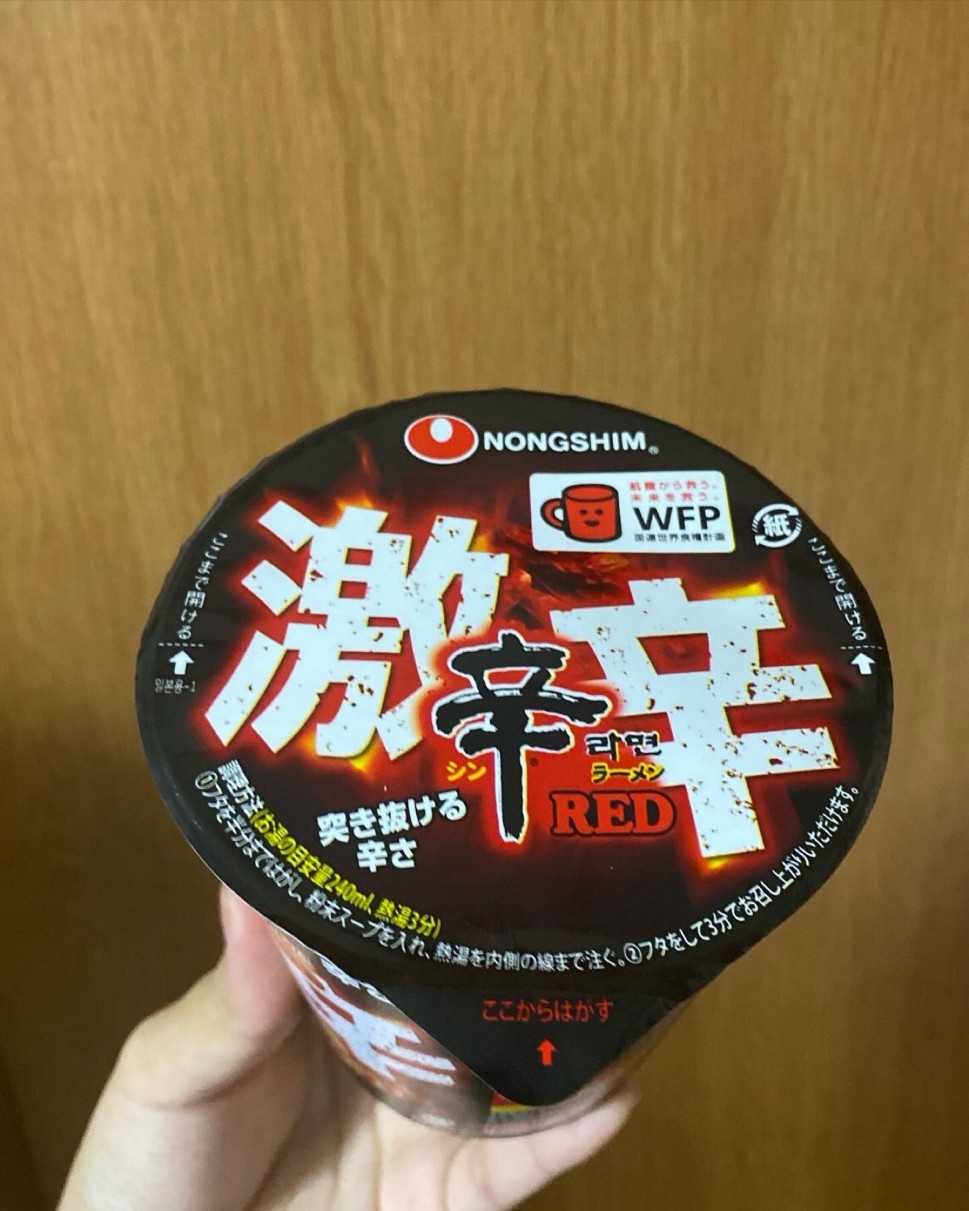 NONGSHIM®
飢餓から救う。
未来を救う。
WFP
国連世界食糧計画
紙
ここまで開ける
ここまで開ける
일본용-1
激辛
辛
シン
라면
ラーメン
RED
突き抜ける
辛さ
調理方法(お湯の目安量240ml、熱湯3分)
①フタを半分まではがし、粉末スープを入れ、熱湯を内側の線まで注ぐ。②フタをして3分でお召し上がりいただけます。
ここからはがす